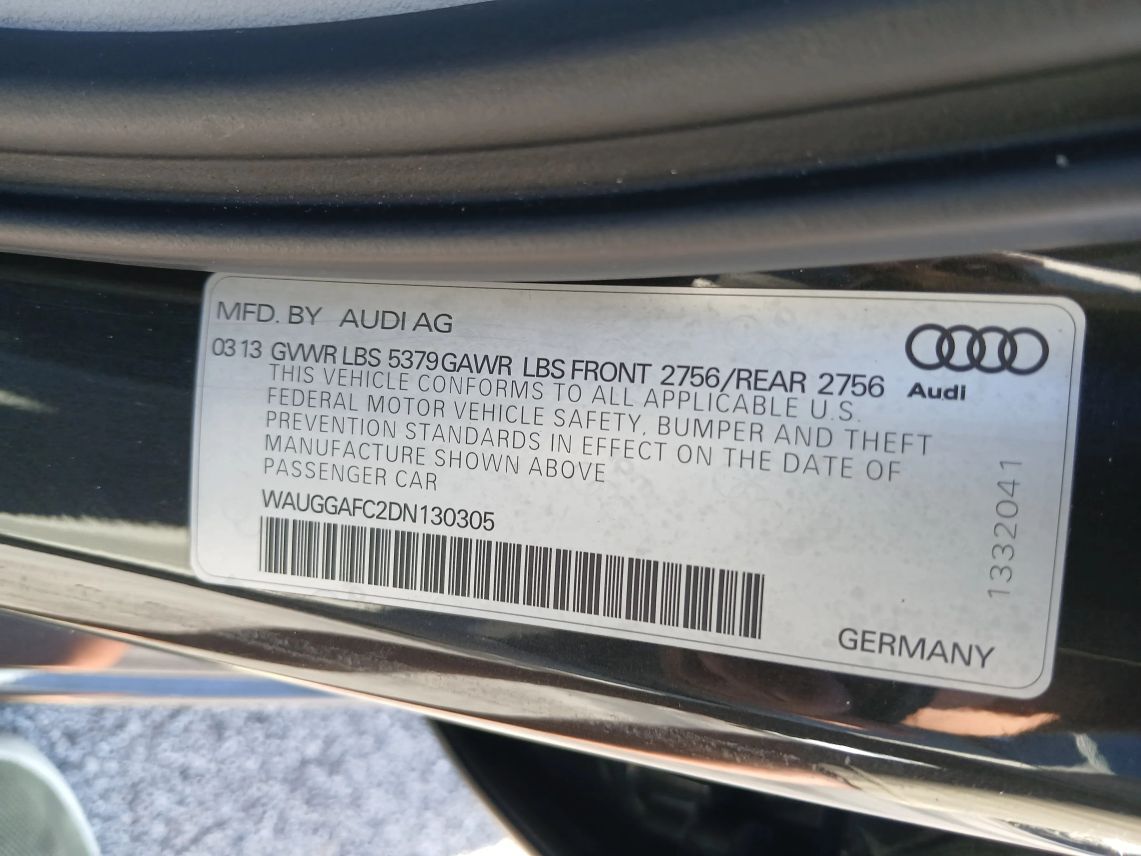 MFD. BY AUDI AG
0313 GVWR LBS 5379 GAWR LBS FRONT 2756/REAR 2756
THIS VEHICLE CONFORMS TO ALL APPLICABLE U.S.
FEDERAL MOTOR VEHICLE SAFETY, BUMPER AND THEFT
PREVENTION STANDARDS IN EFFECT ON THE DATE OF
MANUFACTURE SHOWN ABOVE
PASSENGER CAR
WAUGGAFC2DN130305
Audi
1332041
GERMANY